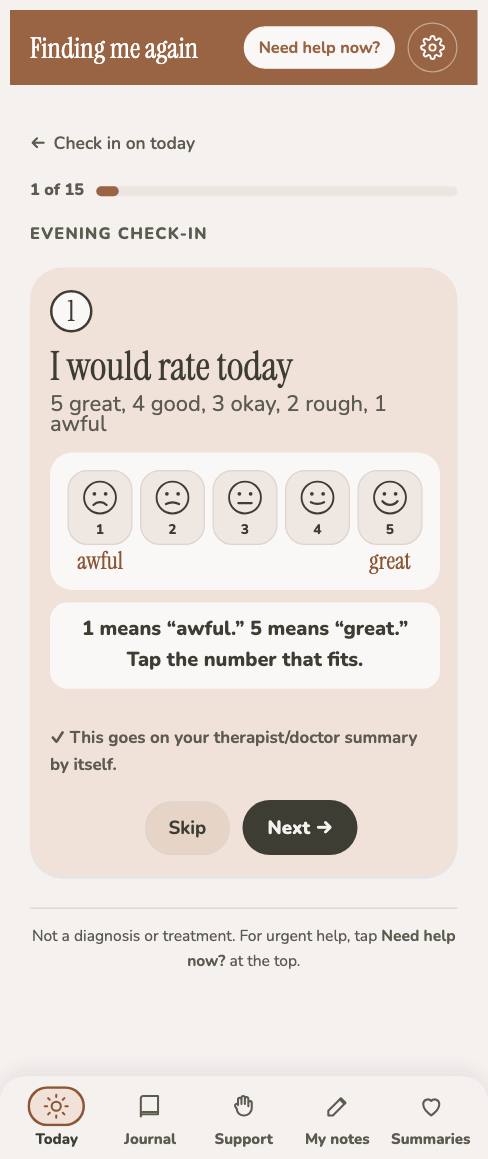 Finding me again
Need help now?
← Check in on today
1 of 15
EVENING CHECK-IN
1
I would rate today
5 great, 4 good, 3 okay, 2 rough, 1
awful
1 2 3 4 5
awful great
1 means “awful.” 5 means “great.”
Tap the number that fits.
✓ This goes on your therapist/doctor summary
by itself.
Skip Next →
Not a diagnosis or treatment. For urgent help, tap Need help
now? at the top.
Today Journal Support My notes Summaries